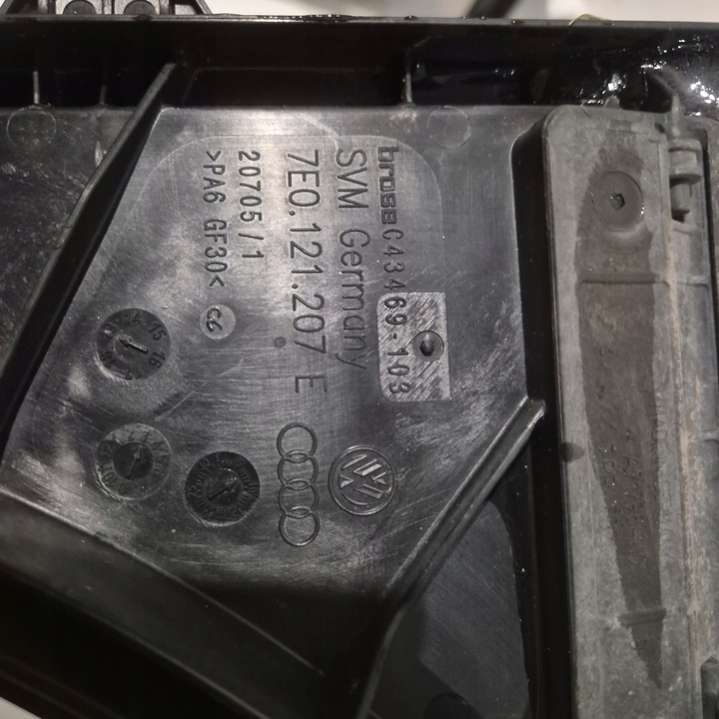 brose C43469-103
SVM Germany
7E0.121.207 E
20705/1
>PA6 GF30<